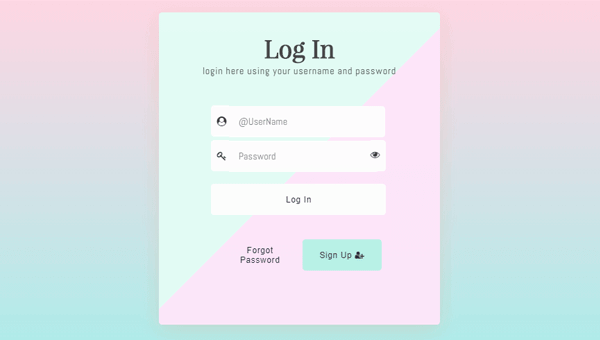 Log In
login here using your username and password
@UserName
Password
Log In
Forgot
Password
Sign Up